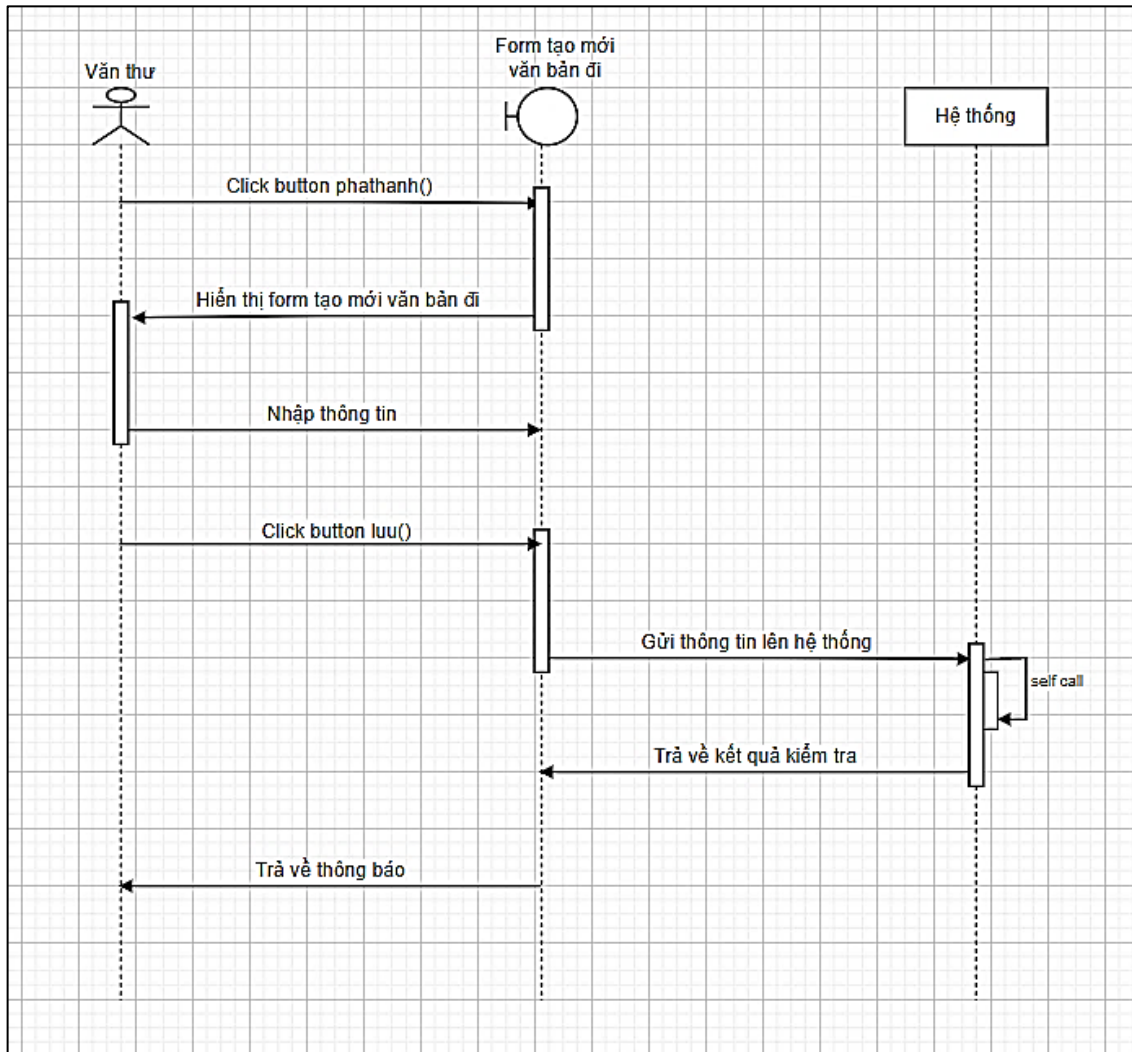 Form tạo mới
văn bản đi
Văn thư
Hệ thống
Click button phathanh()
Hiển thị form tạo mới văn bản đi
Nhập thông tin
Click button luu()
Gửi thông tin lên hệ thống
self call
Trả về kết quả kiểm tra
Trả về thông báo